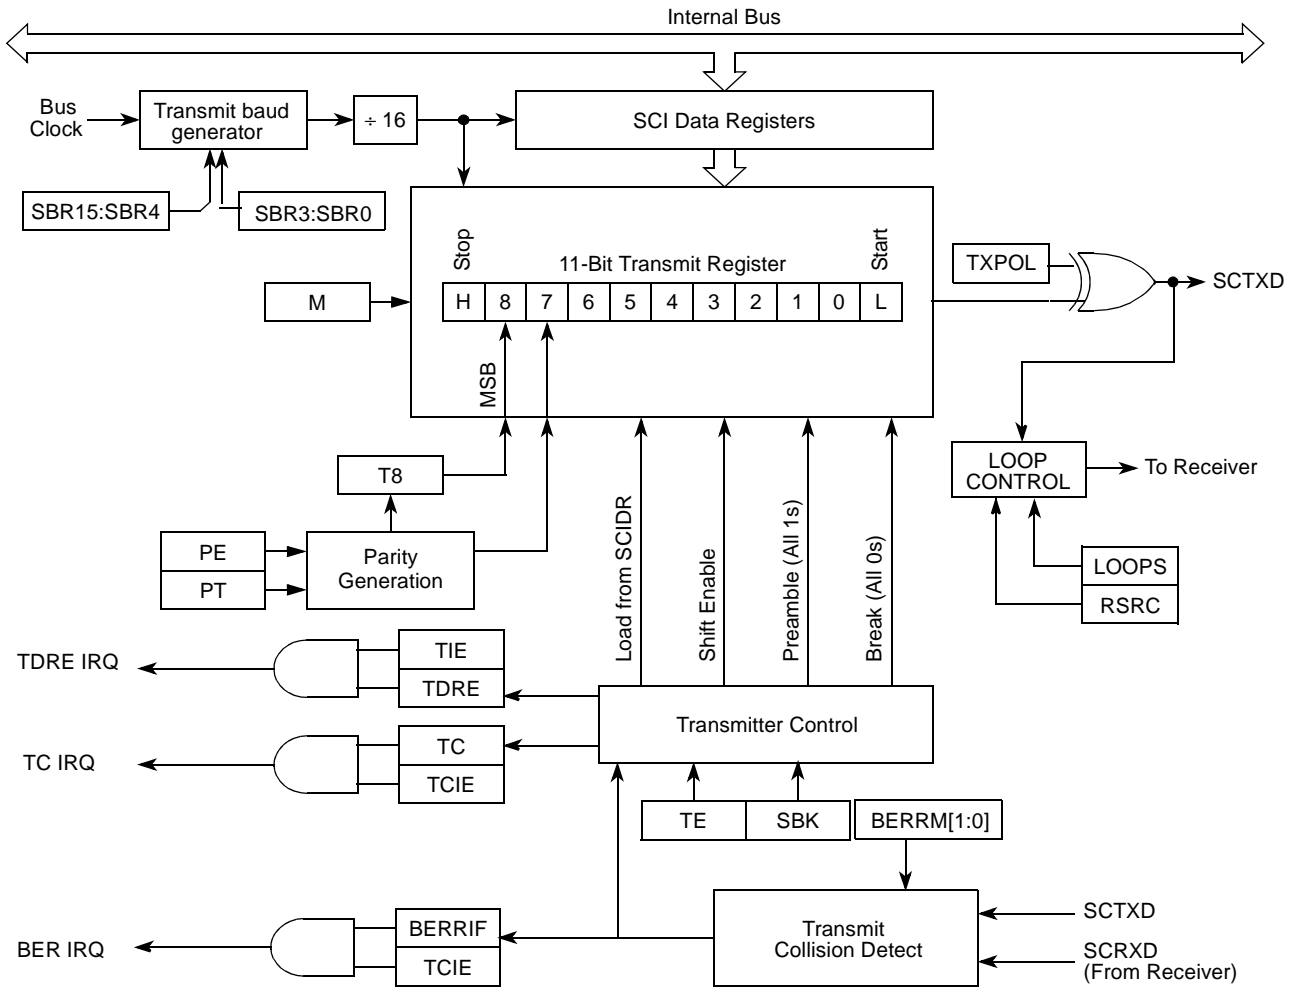 Internal Bus
Bus
Clock
Transmit baud
generator
÷ 16
SCI Data Registers
SBR15:SBR4
SBR3:SBR0
Stop
11-Bit Transmit Register
Start
M
H 8 7 6 5 4 3 2 1 0 L
TXPOL
SCTXD
MSB
T8
LOOP
CONTROL
To Receiver
PE
PT
Parity
Generation
Load from SCIDR
Shift Enable
Preamble (All 1s)
Break (All 0s)
LOOPS
RSRC
TDRE IRQ
TIE
TDRE
TC IRQ
TC
TCIE
Transmitter Control
TE
SBK
BERRM[1:0]
BER IRQ
BERRIF
TCIE
Transmit
Collision Detect
SCTXD
SCRXD
(From Receiver)